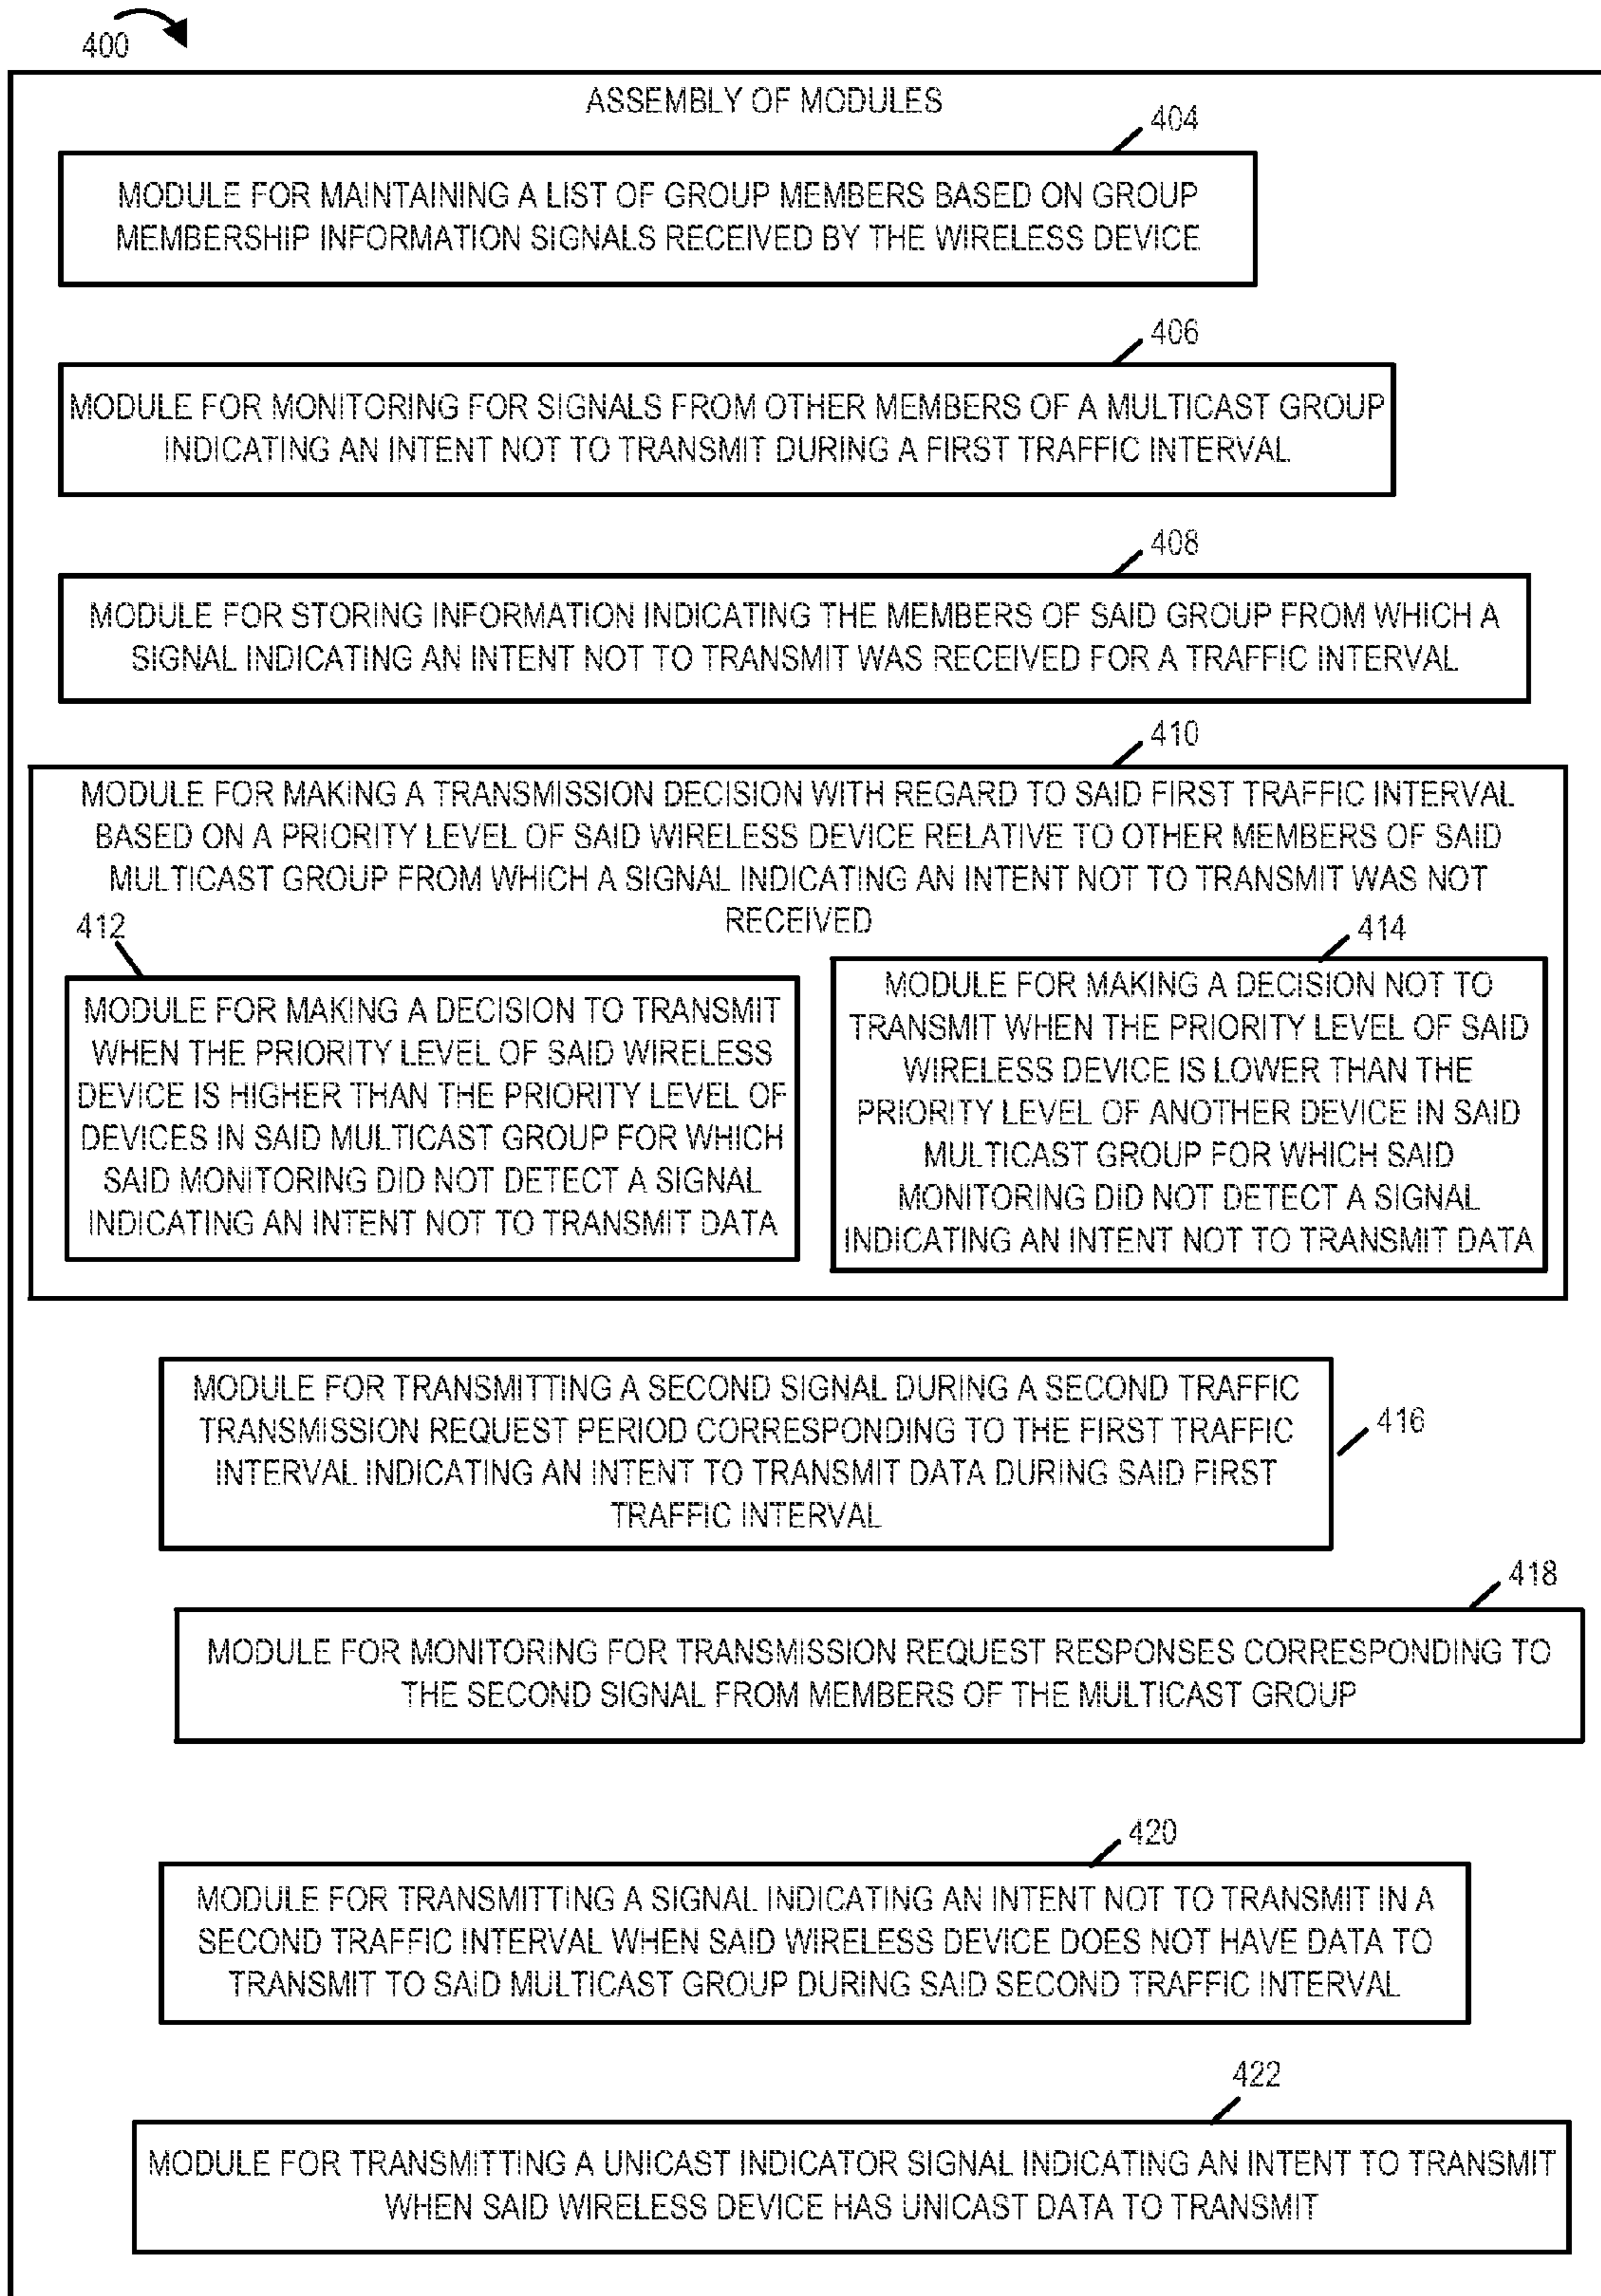 400
ASSEMBLY OF MODULES
404
MODULE FOR MAINTAINING A LIST OF GROUP MEMBERS BASED ON GROUP
MEMBERSHIP INFORMATION SIGNALS RECEIVED BY THE WIRELESS DEVICE
406
MODULE FOR MONITORING FOR SIGNALS FROM OTHER MEMBERS OF A MULTICAST GROUP
INDICATING AN INTENT NOT TO TRANSMIT DURING A FIRST TRAFFIC INTERVAL
408
MODULE FOR STORING INFORMATION INDICATING THE MEMBERS OF SAID GROUP FROM WHICH A
SIGNAL INDICATING AN INTENT NOT TO TRANSMIT WAS RECEIVED FOR A TRAFFIC INTERVAL
410
MODULE FOR MAKING A TRANSMISSION DECISION WITH REGARD TO SAID FIRST TRAFFIC INTERVAL
BASED ON A PRIORITY LEVEL OF SAID WIRELESS DEVICE RELATIVE TO OTHER MEMBERS OF SAID
MULTICAST GROUP FROM WHICH A SIGNAL INDICATING AN INTENT NOT TO TRANSMIT WAS NOT
RECEIVED
412
MODULE FOR MAKING A DECISION TO TRANSMIT
WHEN THE PRIORITY LEVEL OF SAID WIRELESS
DEVICE IS HIGHER THAN THE PRIORITY LEVEL OF
DEVICES IN SAID MULTICAST GROUP FOR WHICH
SAID MONITORING DID NOT DETECT A SIGNAL
INDICATING AN INTENT NOT TO TRANSMIT DATA
414
MODULE FOR MAKING A DECISION NOT TO
TRANSMIT WHEN THE PRIORITY LEVEL OF SAID
WIRELESS DEVICE IS LOWER THAN THE
PRIORITY LEVEL OF ANOTHER DEVICE IN SAID
MULTICAST GROUP FOR WHICH SAID
MONITORING DID NOT DETECT A SIGNAL
INDICATING AN INTENT NOT TO TRANSMIT DATA
MODULE FOR TRANSMITTING A SECOND SIGNAL DURING A SECOND TRAFFIC
TRANSMISSION REQUEST PERIOD CORRESPONDING TO THE FIRST TRAFFIC
INTERVAL INDICATING AN INTENT TO TRANSMIT DATA DURING SAID FIRST
TRAFFIC INTERVAL
416
418
MODULE FOR MONITORING FOR TRANSMISSION REQUEST RESPONSES CORRESPONDING TO
THE SECOND SIGNAL FROM MEMBERS OF THE MULTICAST GROUP
420
MODULE FOR TRANSMITTING A SIGNAL INDICATING AN INTENT NOT TO TRANSMIT IN A
SECOND TRAFFIC INTERVAL WHEN SAID WIRELESS DEVICE DOES NOT HAVE DATA TO
TRANSMIT TO SAID MULTICAST GROUP DURING SAID SECOND TRAFFIC INTERVAL
422
MODULE FOR TRANSMITTING A UNICAST INDICATOR SIGNAL INDICATING AN INTENT TO TRANSMIT
WHEN SAID WIRELESS DEVICE HAS UNICAST DATA TO TRANSMIT